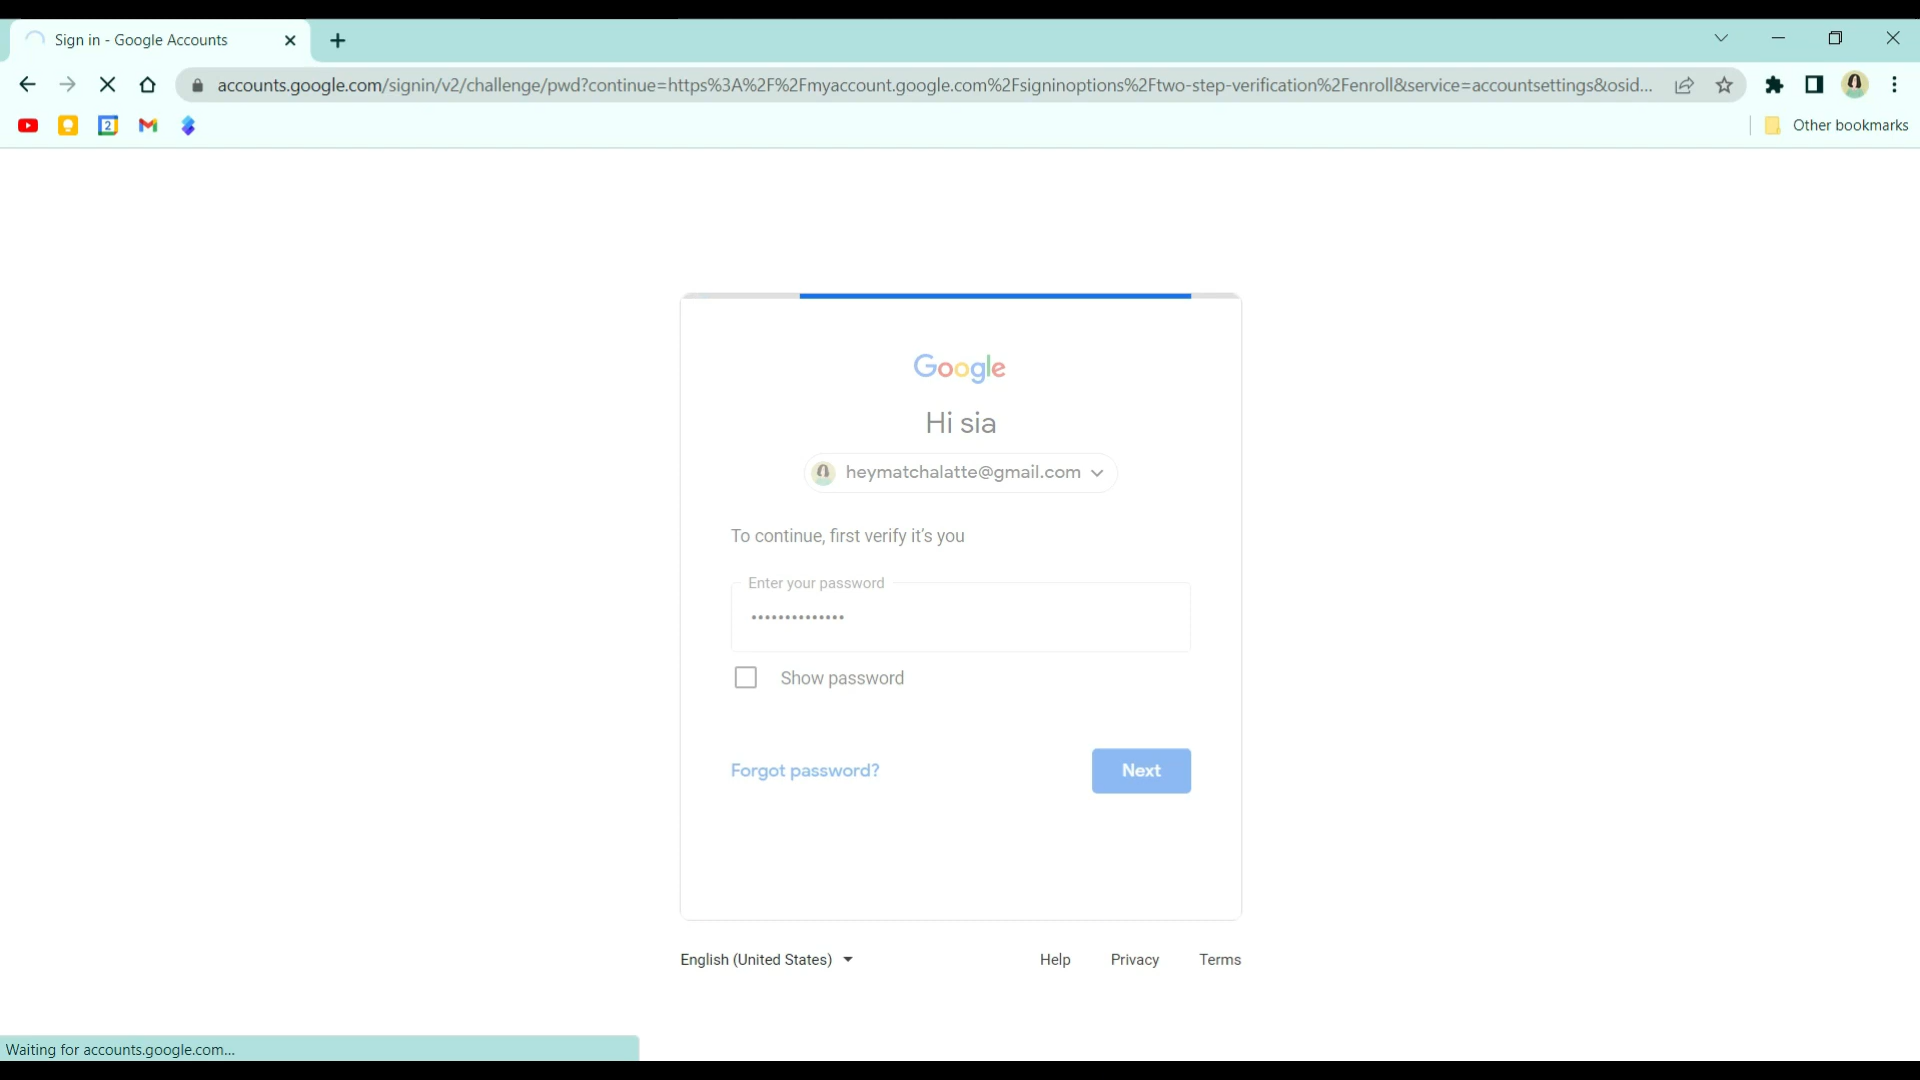 Sign in - Google Accounts
accounts.google.com/signin/v2/challenge/pwd?continue=https%3A%2F%2Fmyaccount.google.com%2Fsigninoptions%2Ftwo-step-verification%2Fenroll&service=accountsettings&osid...
2
Other bookmarks
Google
Hi sia
heymatchalatte@gmail.com
To continue, first verify it's you
Enter your password
••••••••••••••
Show password
Forgot password?
Next
English (United States)
Help
Privacy
Terms
Waiting for accounts.google.com...